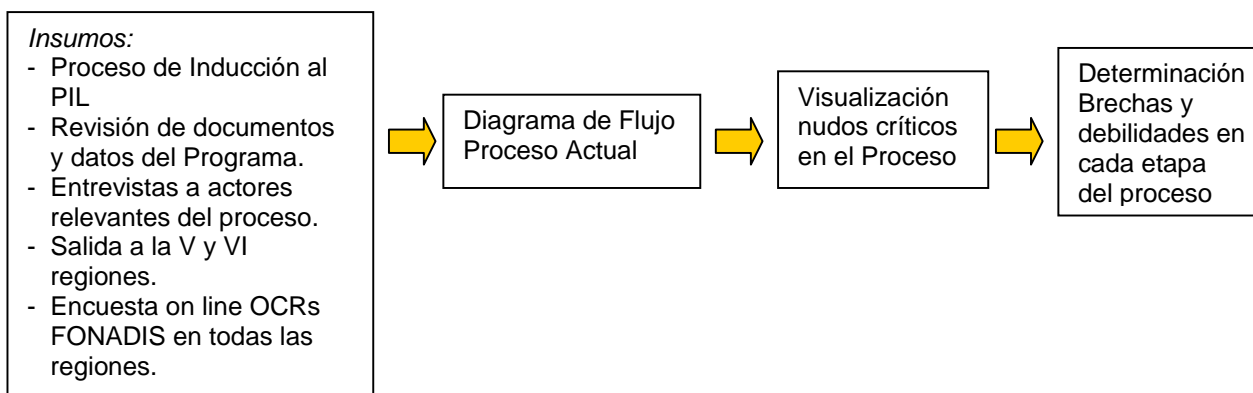 Insumos:
- Proceso de Inducción al
PIL
- Revisión de documentos
y datos del Programa.
- Entrevistas a actores
relevantes del proceso.
- Salida a la V y VI
regiones.
- Encuesta on line OCRs
FONADIS en todas las
regiones.
Diagrama de Flujo
Proceso Actual
Visualización
nudos críticos
en el Proceso
Determinación
Brechas y
debilidades en
cada etapa
del proceso